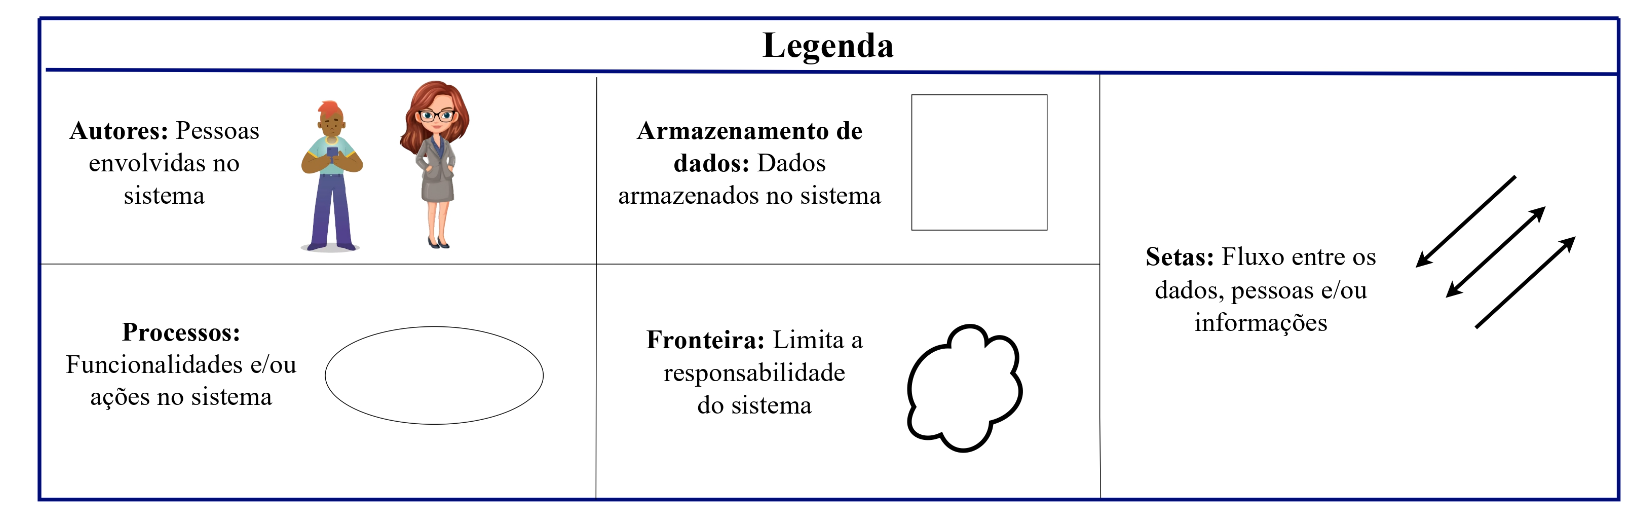 Legenda
Autores: Pessoas
envolvidas no
sistema
Armazenamento de
dados: Dados
armazenados no sistema
Setas: Fluxo entre os
dados, pessoas e/ou
informações
Processos:
Funcionalidades e/ou
ações no sistema
Fronteira: Limita a
responsabilidade
do sistema